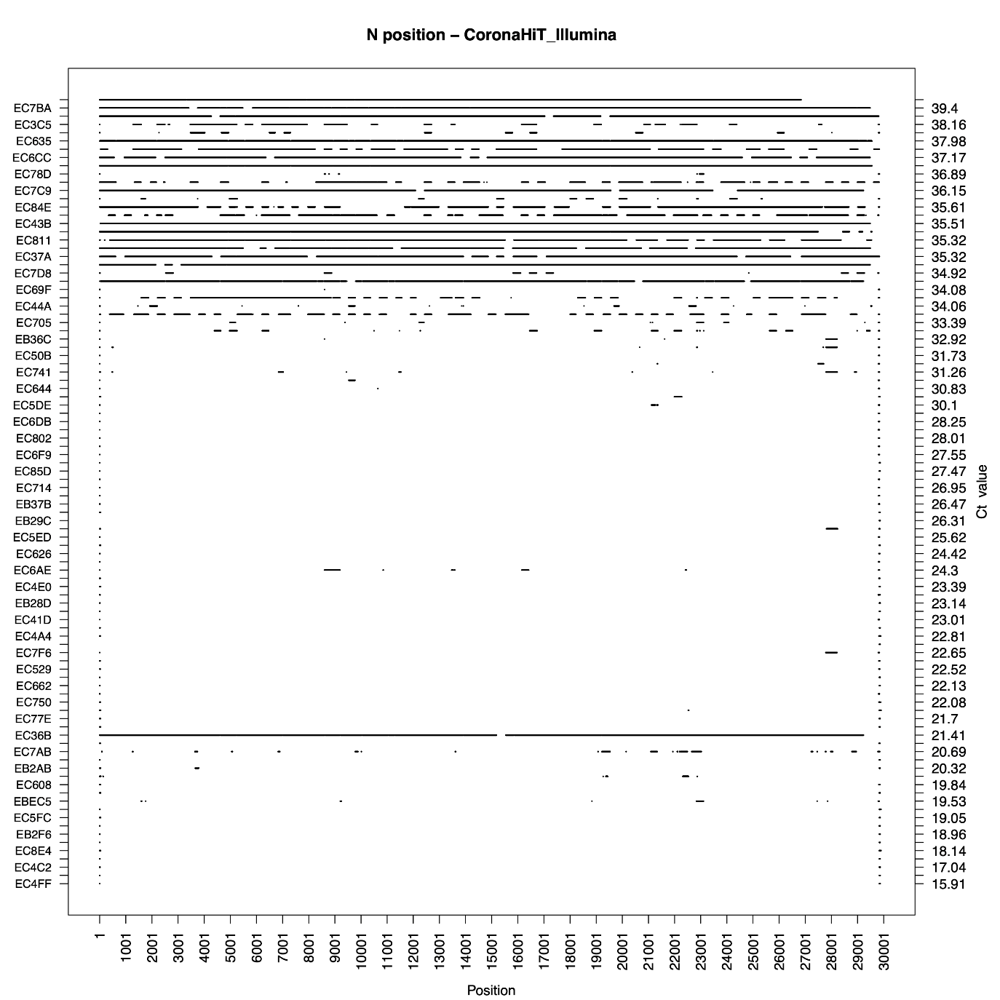 N position – CoronaHiT_Illumina
EC7BA 39.4
EC3C5 38.16
EC635 37.98
EC6CC 37.17
EC78D 36.89
EC7C9 36.15
EC84E 35.61
EC43B 35.51
EC811 35.32
EC37A 35.32
EC7D8 34.92
EC69F 34.08
EC44A 34.06
EC705 33.39
EB36C 32.92
EC50B 31.73
EC741 31.26
EC644 30.83
EC5DE 30.1
EC6DB 28.25
EC802 28.01
EC6F9 27.55
EC85D 27.47
EC714 26.95
EB37B 26.47
EB29C 26.31
EC5ED 25.62
EC626 24.42
EC6AE 24.3
EC4E0 23.39
EB28D 23.14
EC41D 23.01
EC4A4 22.81
EC7F6 22.65
EC529 22.52
EC662 22.13
EC750 22.08
EC77E 21.7
EC36B 21.41
EC7AB 20.69
EB2AB 20.32
EC608 19.84
EBEC5 19.53
EC5FC 19.05
EB2F6 18.96
EC8E4 18.14
EC4C2 17.04
EC4FF 15.91
Ct value
1 1001 2001 3001 4001 5001 6001 7001 8001 9001 10001 11001 12001 13001 14001 15001 16001 17001 18001 19001 20001 21001 22001 23001 24001 25001 26001 27001 28001 29001 30001
Position